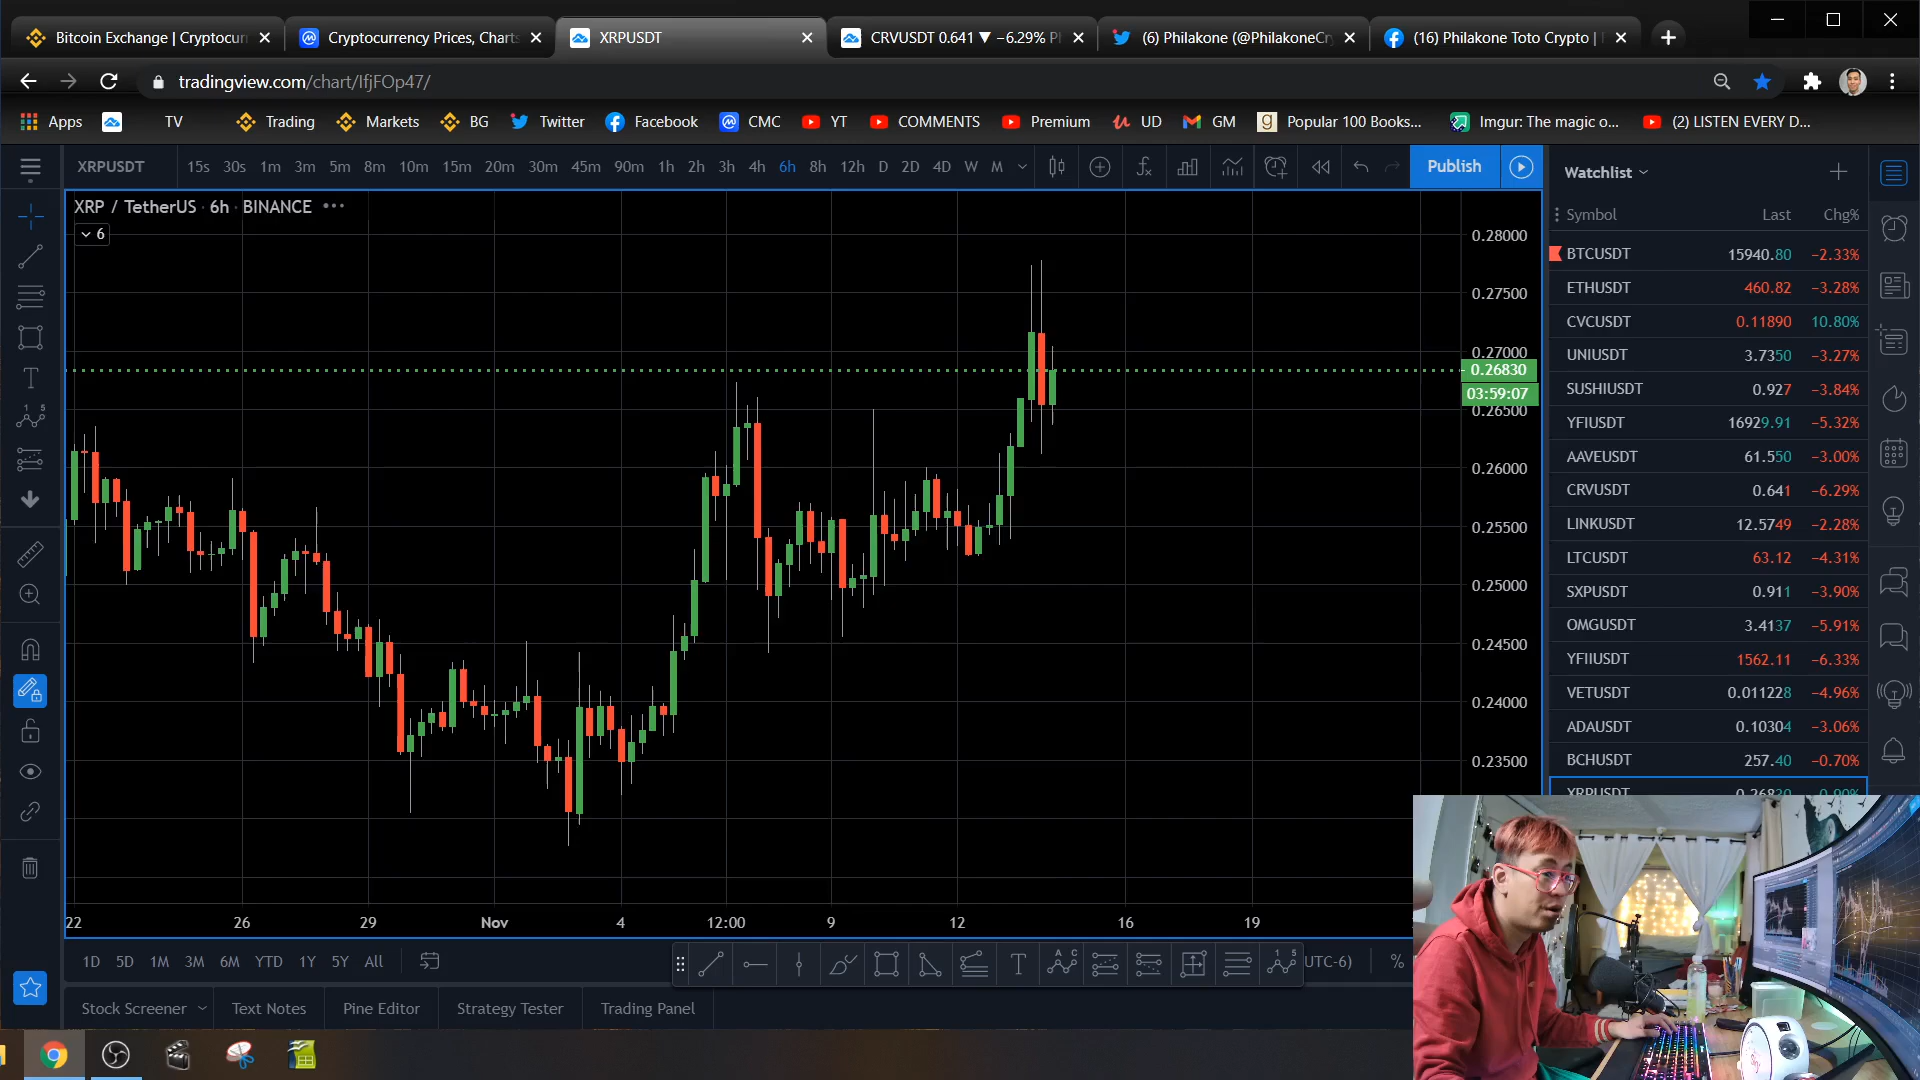 Bitcoin Exchange | Cryptocurr
Cryptocurrency Prices, Charts
XRPUSDT
CRVUSDT 0.641 ▼ −6.29%
(6) Philakone (@PhilakoneCr
(16) Philakone Toto Crypto |
tradingview.com/chart/IfjFOp47/
Apps
TV
Trading
Markets
BG
Twitter
Facebook
CMC
YT
COMMENTS
Premium
UD
GM
Popular 100 Books...
Imgur: The magic o...
(2) LISTEN EVERY D...
XRPUSDT 15s 30s 1m 3m 5m 8m 10m 15m 20m 30m 45m 90m 1h 2h 3h 4h 6h 8h 12h D 2D 4D W M
Publish
XRP / TetherUS · 6h · BINANCE
6
0.28000
0.27500
0.27000
0.26830
03:59:07
0.26500
0.26000
0.25500
0.25000
0.24500
0.24000
0.23500
22 26 29 Nov 4 12:00 9 12 16 19
Watchlist
Symbol Last Chg%
BTCUSDT 15940.80 −2.33%
ETHUSDT 460.82 −3.28%
CVCUSDT 0.11890 10.80%
UNIUSDT 3.7350 −3.27%
SUSHIUSDT 0.927 −3.84%
YFIUSDT 16929.91 −5.32%
AAVEUSDT 61.550 −3.00%
CRVUSDT 0.641 −6.29%
LINKUSDT 12.5749 −2.28%
LTCUSDT 63.12 −4.31%
SXPUSDT 0.911 −3.90%
OMGUSDT 3.4137 −5.91%
YFIIUSDT 1562.11 −6.33%
VETUSDT 0.011228 −4.96%
ADAUSDT 0.10304 −3.06%
BCHUSDT 257.40 −0.70%
XRPUSDT
1D 5D 1M 3M 6M YTD 1Y 5Y All
UTC-6)
%
Stock Screener
Text Notes
Pine Editor
Strategy Tester
Trading Panel